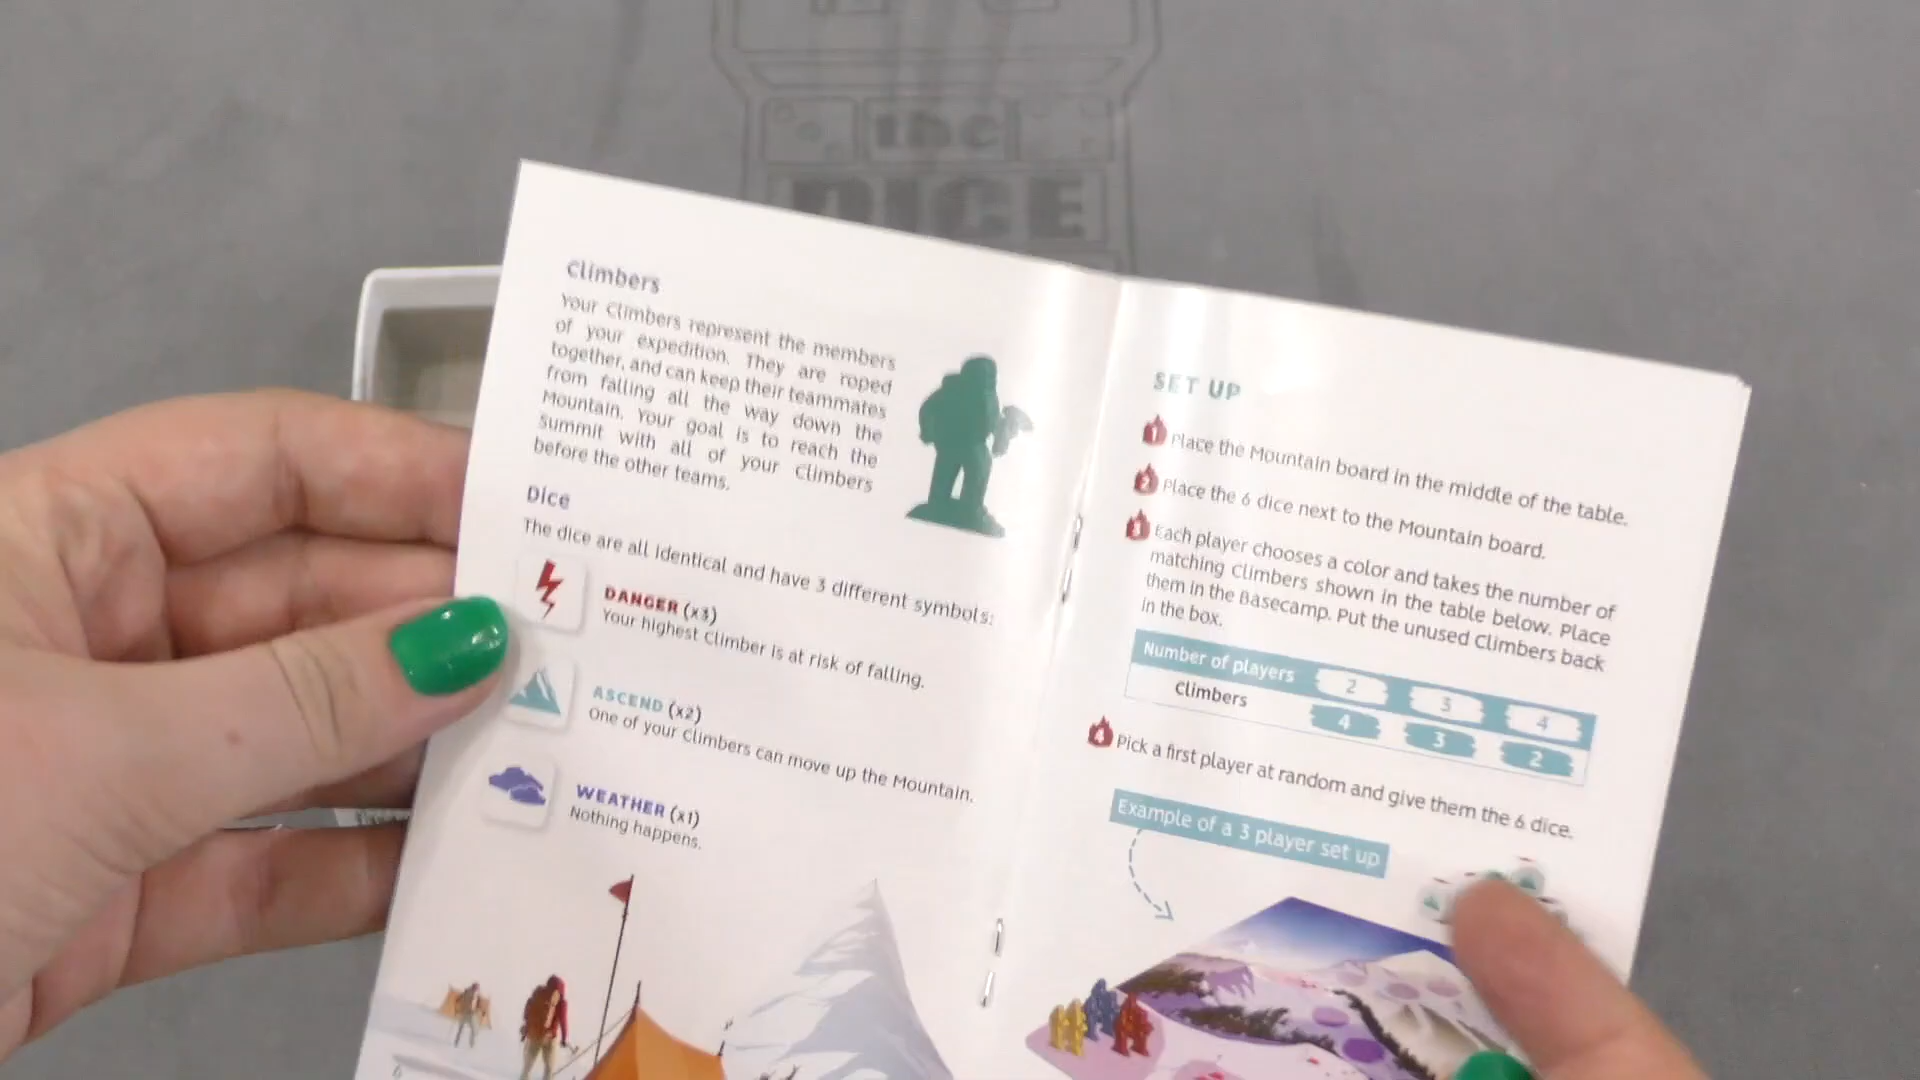 the
DICE
Climbers
Your Climbers represent the members
of your expedition. They are roped
together, and can keep their teammates
from falling all the way down the
Mountain. Your goal is to reach the
Summit with all of your Climbers
before the other teams.
Dice
The dice are all identical and have 3 different symbols:
DANGER (x3)
Your highest Climber is at risk of falling.
ASCEND (x2)
One of your Climbers can move up the Mountain.
WEATHER (x1)
Nothing happens.
6
SET UP
1 Place the Mountain board in the middle of the table.
2 Place the 6 dice next to the Mountain board.
3 Each player chooses a color and takes the number of
matching Climbers shown in the table below. Place
them in the Basecamp. Put the unused Climbers back
in the box.
Number of players 2 3 4
Climbers 4 3 2
4 Pick a first player at random and give them the 6 dice.
Example of a 3 player set up